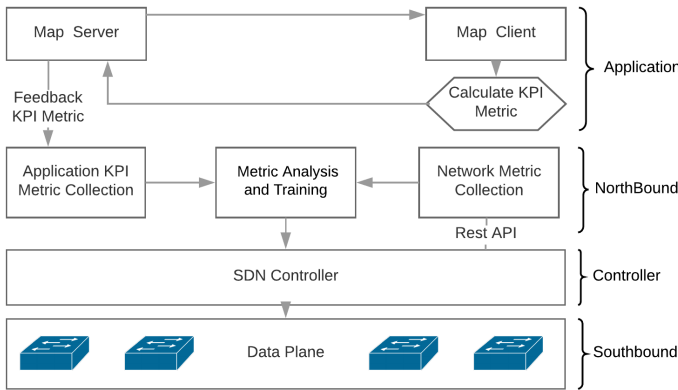 Map Server
Map Client
Application
Feedback
KPI Metric
Calculate KPI
Metric
Application KPI
Metric Collection
Metric Analysis
and Training
Network Metric
Collection
NorthBound
Rest API
SDN Controller
Controller
Data Plane
Southbound